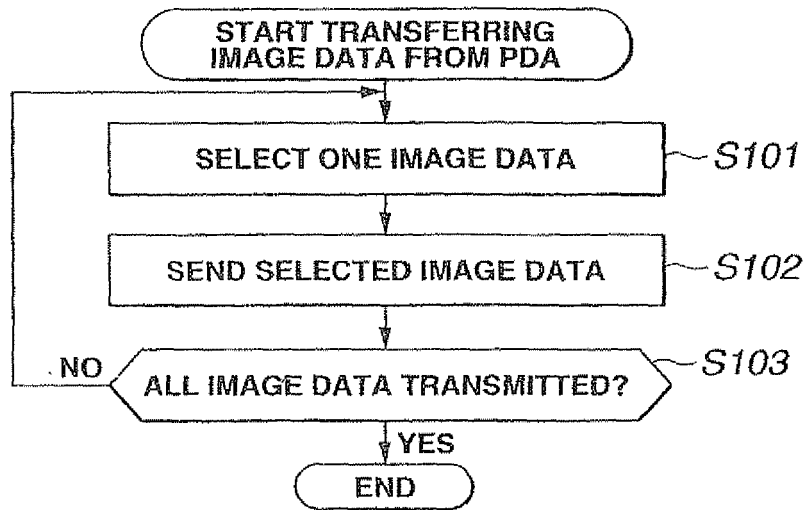 START TRANSFERRING
IMAGE DATA FROM PDA
SELECT ONE IMAGE DATA
S101
SEND SELECTED IMAGE DATA
S102
NO
ALL IMAGE DATA TRANSMITTED?
S103
YES
END